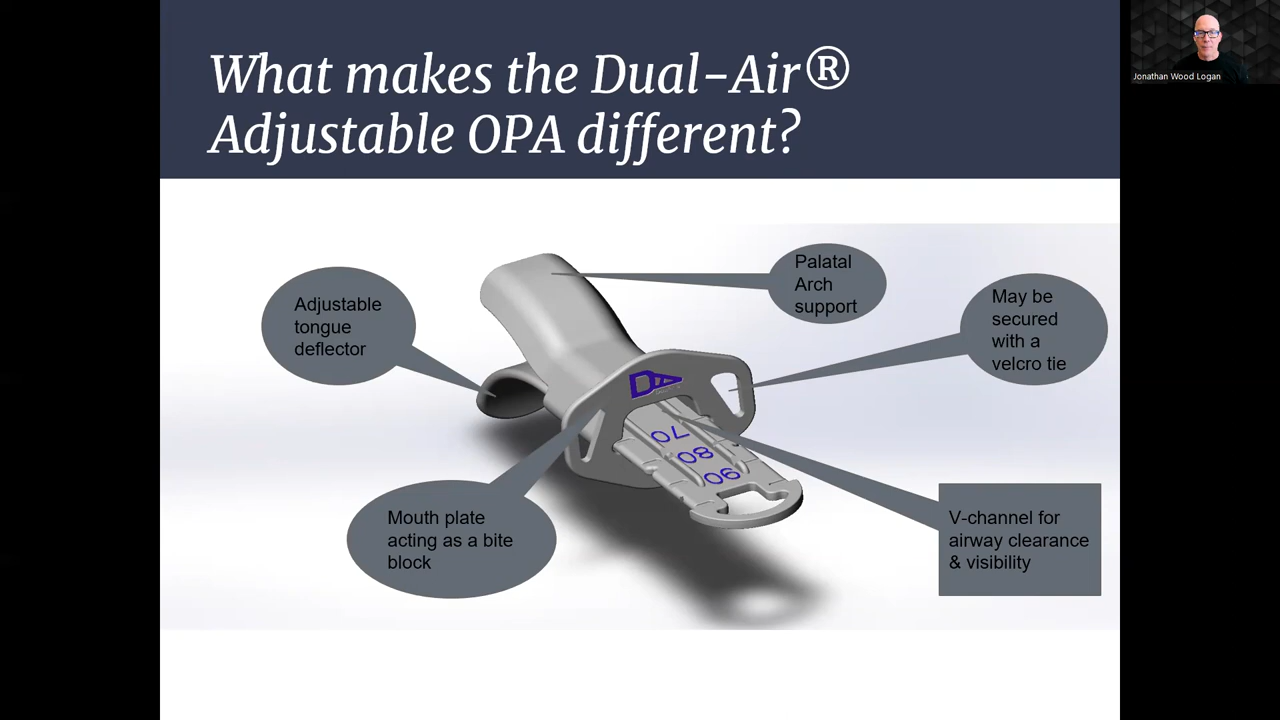 What makes the Dual-Air®
Adjustable OPA different?
Jonathan Wood Logan
Palatal
Arch
support
Adjustable
tongue
deflector
May be
secured
with a
velcro tie
DA
70
80
90
Mouth plate
acting as a bite
block
V-channel for
airway clearance
& visibility